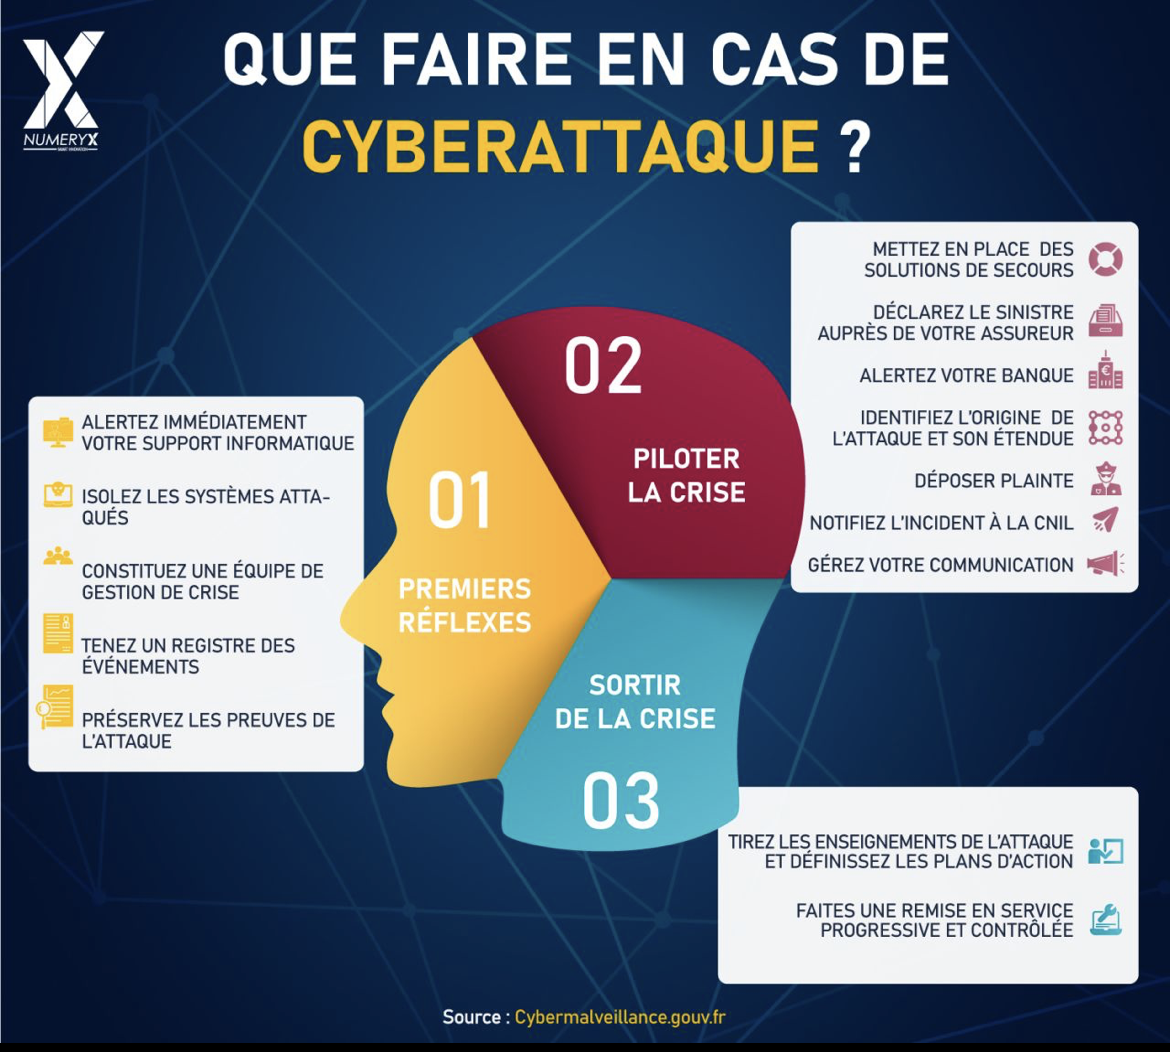 NUMERYX
QUE FAIRE EN CAS DE
CYBERATTAQUE ?
01
PREMIERS
RÉFLEXES
ALERTEZ IMMÉDIATEMENT
VOTRE SUPPORT INFORMATIQUE
ISOLEZ LES SYSTÈMES ATTA-
QUÉS
CONSTITUEZ UNE ÉQUIPE DE
GESTION DE CRISE
TENEZ UN REGISTRE DES
ÉVÉNEMENTS
PRÉSERVEZ LES PREUVES DE
L'ATTAQUE
02
PILOTER
LA CRISE
METTEZ EN PLACE DES
SOLUTIONS DE SECOURS
DÉCLAREZ LE SINISTRE
AUPRÈS DE VOTRE ASSUREUR
ALERTEZ VOTRE BANQUE
IDENTIFIEZ L'ORIGINE DE
L'ATTAQUE ET SON ÉTENDUE
DÉPOSER PLAINTE
NOTIFIEZ L'INCIDENT À LA CNIL
GÉREZ VOTRE COMMUNICATION
SORTIR
DE LA CRISE
03
TIREZ LES ENSEIGNEMENTS DE L'ATTAQUE
ET DÉFINISSEZ LES PLANS D'ACTION
FAITES UNE REMISE EN SERVICE
PROGRESSIVE ET CONTRÔLÉE
Source : Cybermalveillance.gouv.fr